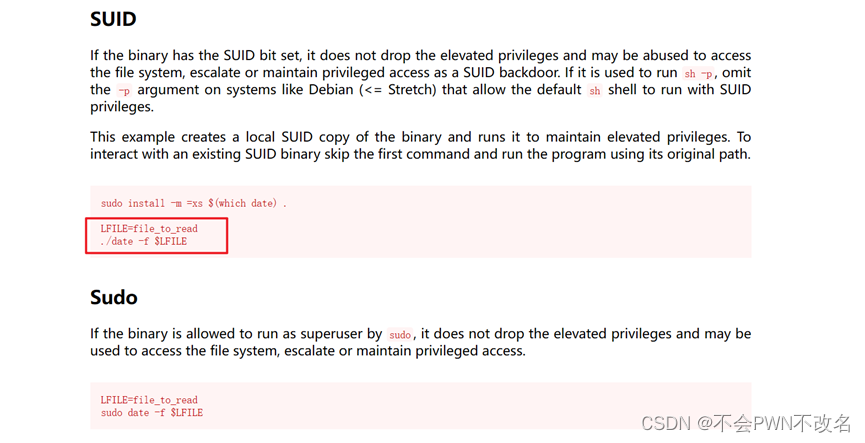 SUID
If the binary has the SUID bit set, it does not drop the elevated privileges and may be abused to access
the file system, escalate or maintain privileged access as a SUID backdoor. If it is used to run sh -p, omit
the -p argument on systems like Debian (<= Stretch) that allow the default sh shell to run with SUID
privileges.
This example creates a local SUID copy of the binary and runs it to maintain elevated privileges. To
interact with an existing SUID binary skip the first command and run the program using its original path.
sudo install -m =xs $(which date) .
LFILE=file_to_read
./date -f $LFILE
Sudo
If the binary is allowed to run as superuser by sudo, it does not drop the elevated privileges and may be
used to access the file system, escalate or maintain privileged access.
LFILE=file_to_read
sudo date -f $LFILE
CSDN @不会PWN不改名